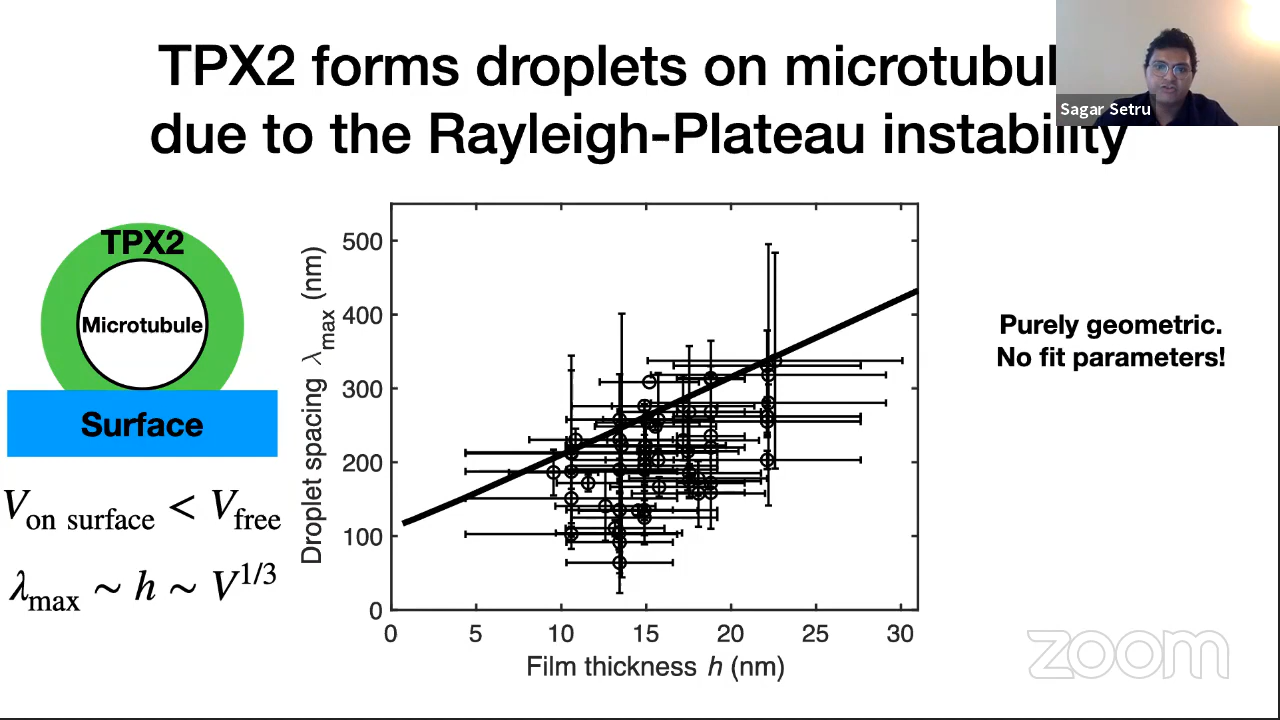 TPX2 forms droplets on microtubul
due to the Rayleigh-Plateau instability
Sagar Setru
TPX2
Microtubule
Surface
V_on surface < V_free
λ_max ~ h ~ V^1/3
Droplet spacing λ_max (nm)
500
400
300
200
100
0
0 5 10 15 20 25 30
Film thickness h (nm)
Purely geometric.
No fit parameters!
zoom